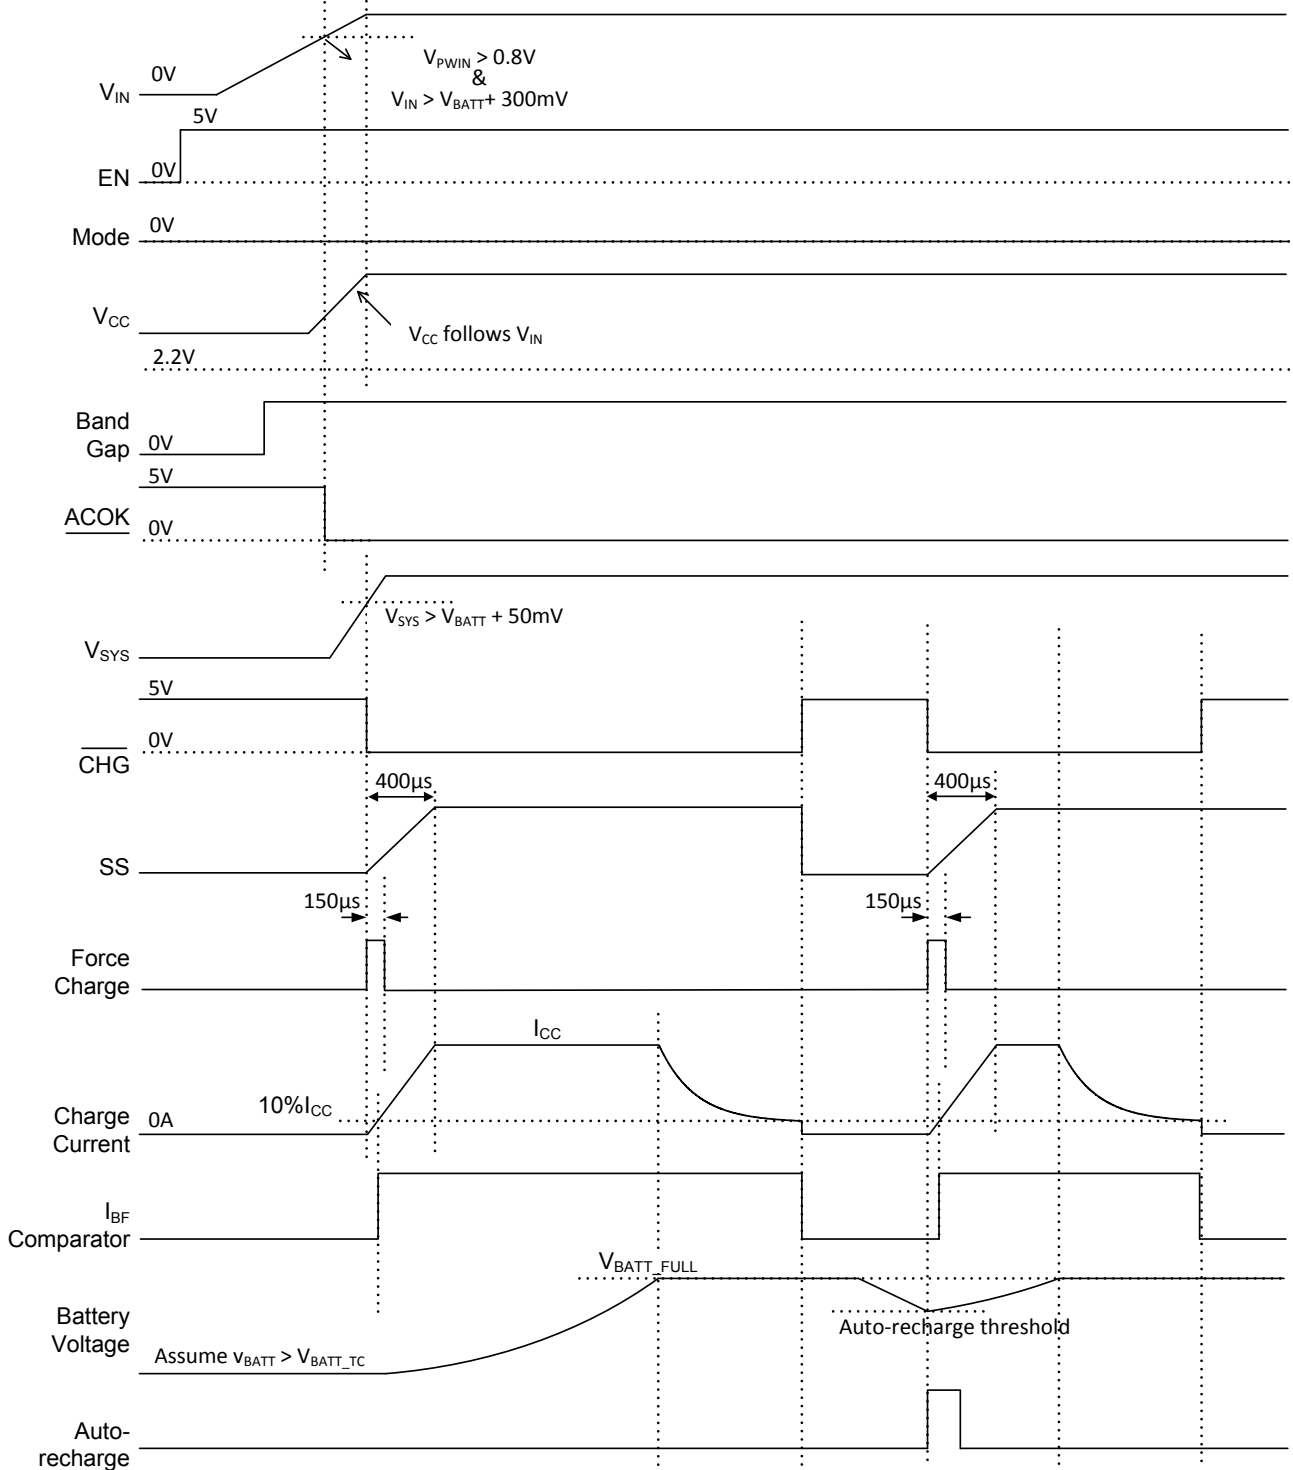 0V
V_IN
V_PWIN > 0.8V
&
V_IN > V_BATT+ 300mV
5V
EN
0V
Mode
0V
V_CC
V_CC follows V_IN
2.2V
Band
Gap
0V
5V
ACOK
0V
V_SYS > V_BATT + 50mV
V_SYS
5V
0V
CHG
400µs
400µs
SS
150µs
150µs
Force
Charge
I_CC
10%I_CC
Charge
Current
0A
I_BF
Comparator
V_BATT_FULL
Battery
Voltage
Auto-recharge threshold
Assume v_BATT > V_BATT_TC
Auto-
recharge